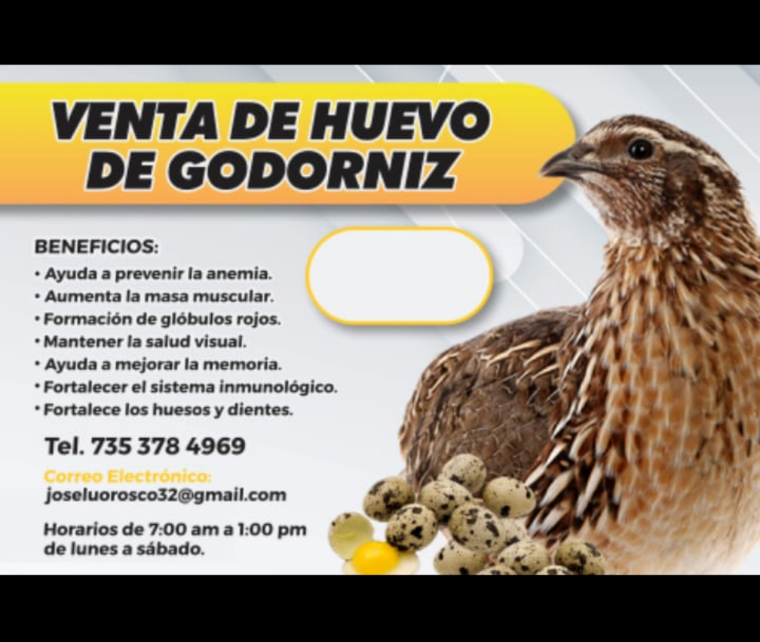 VENTA DE HUEVO
DE GODORNIZ
BENEFICIOS:
• Ayuda a prevenir la anemia.
• Aumenta la masa muscular.
• Formación de glóbulos rojos.
• Mantener la salud visual.
• Ayuda a mejorar la memoria.
• Fortalecer el sistema inmunológico.
• Fortalece los huesos y dientes.
Tel. 735 378 4969
Correo Electrónico:
joseluorosco32@gmail.com
Horarios de 7:00 am a 1:00 pm
de lunes a sábado.